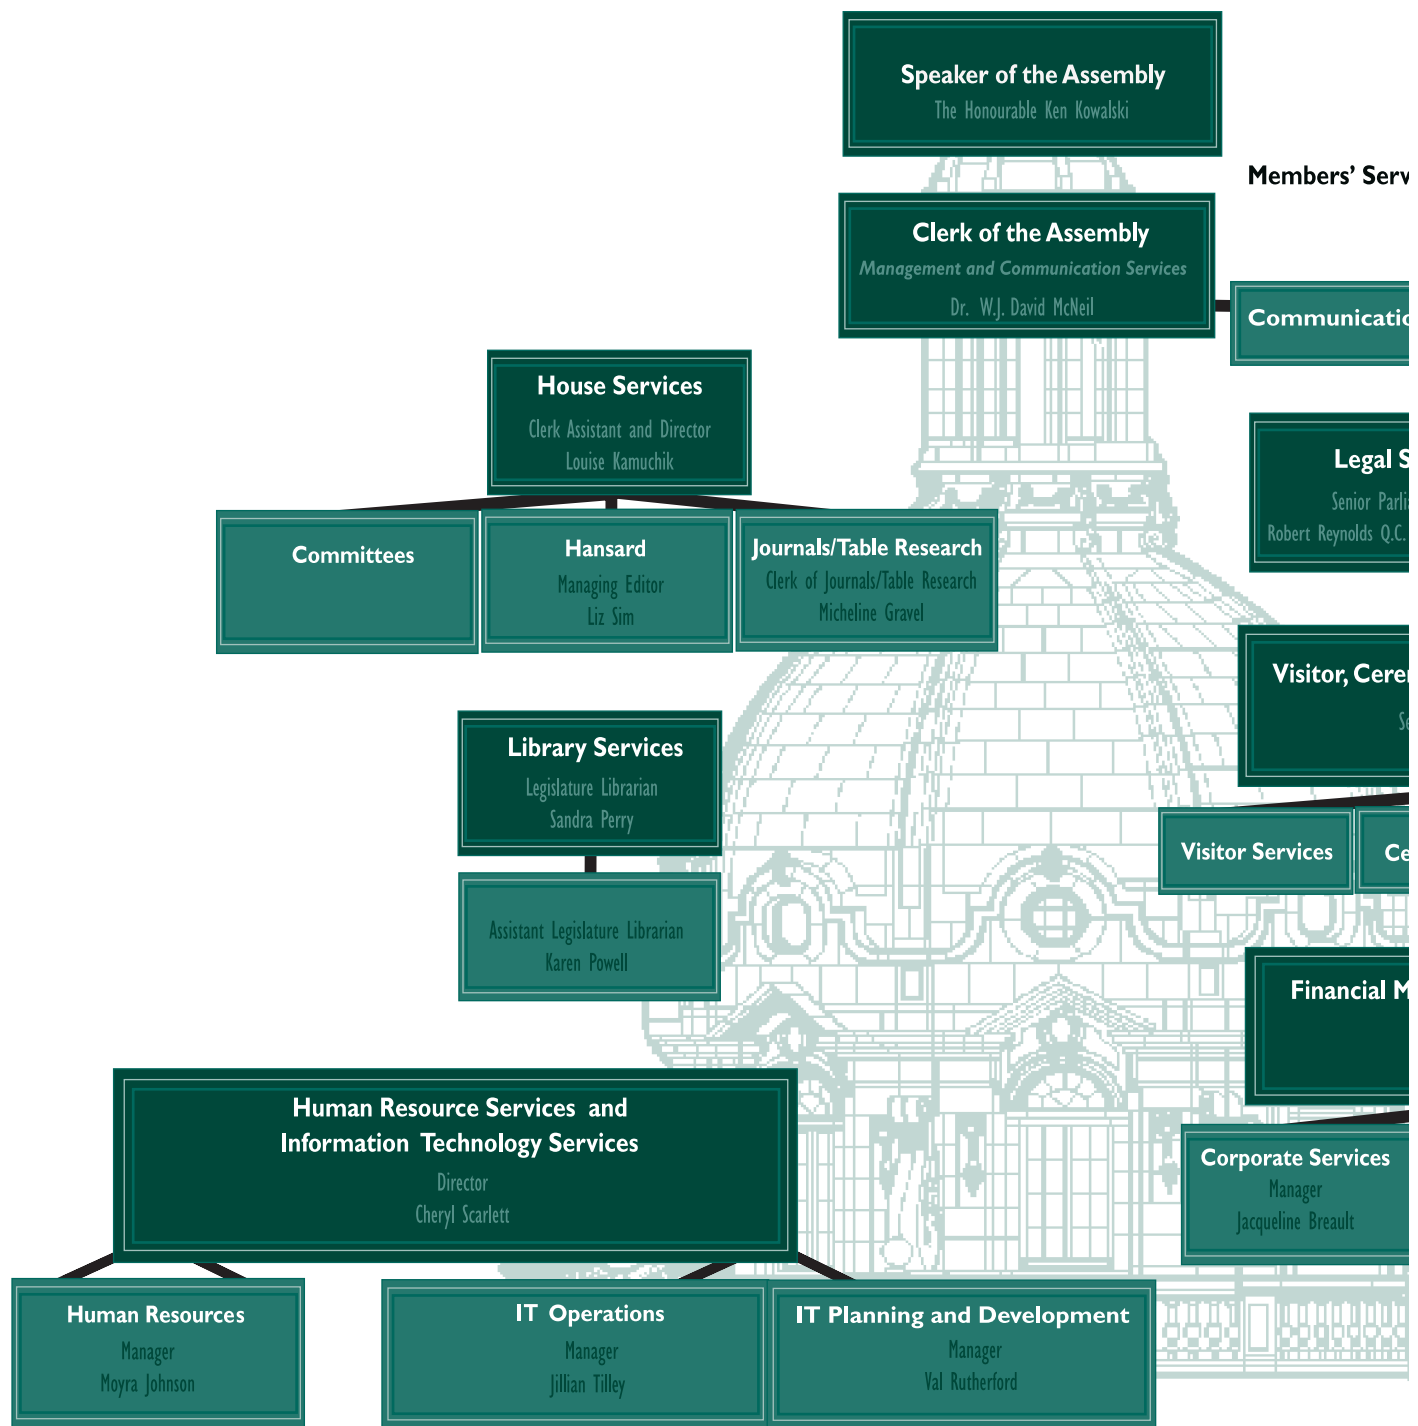 Speaker of the Assembly
The Honourable Ken Kowalski
Members’ Serv
Clerk of the Assembly
Management and Communication Services
Dr. W.J. David McNeil
Communicatio
House Services
Clerk Assistant and Director
Louise Kamuchik
Committees
Hansard
Managing Editor
Liz Sim
Journals/Table Research
Clerk of Journals/Table Research
Micheline Gravel
Legal S
Senior Parlia
Robert Reynolds Q.C.
Visitor, Cerem
Se
Library Services
Legislature Librarian
Sandra Perry
Assistant Legislature Librarian
Karen Powell
Visitor Services
Ce
Financial M
Corporate Services
Manager
Jacqueline Breault
Human Resource Services and
Information Technology Services
Director
Cheryl Scarlett
Human Resources
Manager
Moyra Johnson
IT Operations
Manager
Jillian Tilley
IT Planning and Development
Manager
Val Rutherford